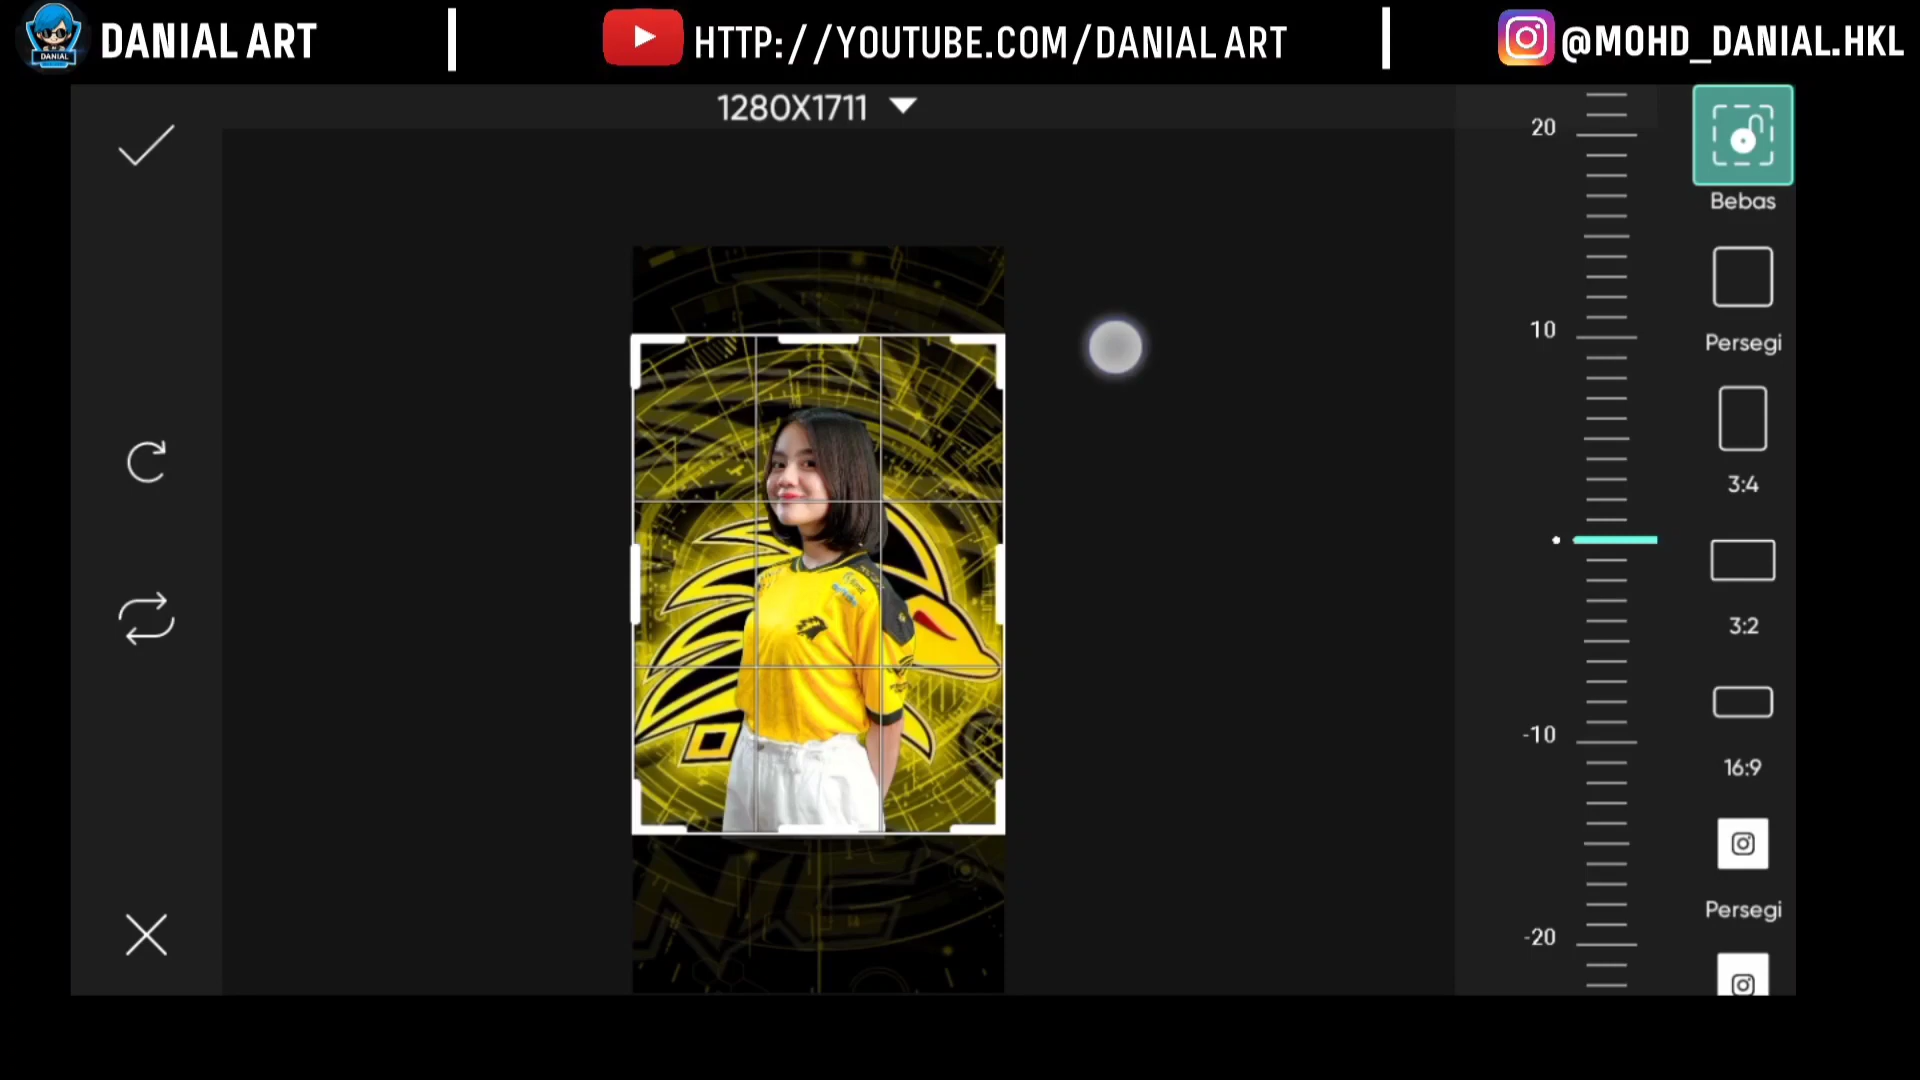 DANIAL ART | HTTP://YOUTUBE.COM/DANIAL ART | @MOHD_DANIAL.HKL
DANIAL
1280X1711
20
Bebas
10
Persegi
3:4
3:2
-10
16:9
Persegi
-20